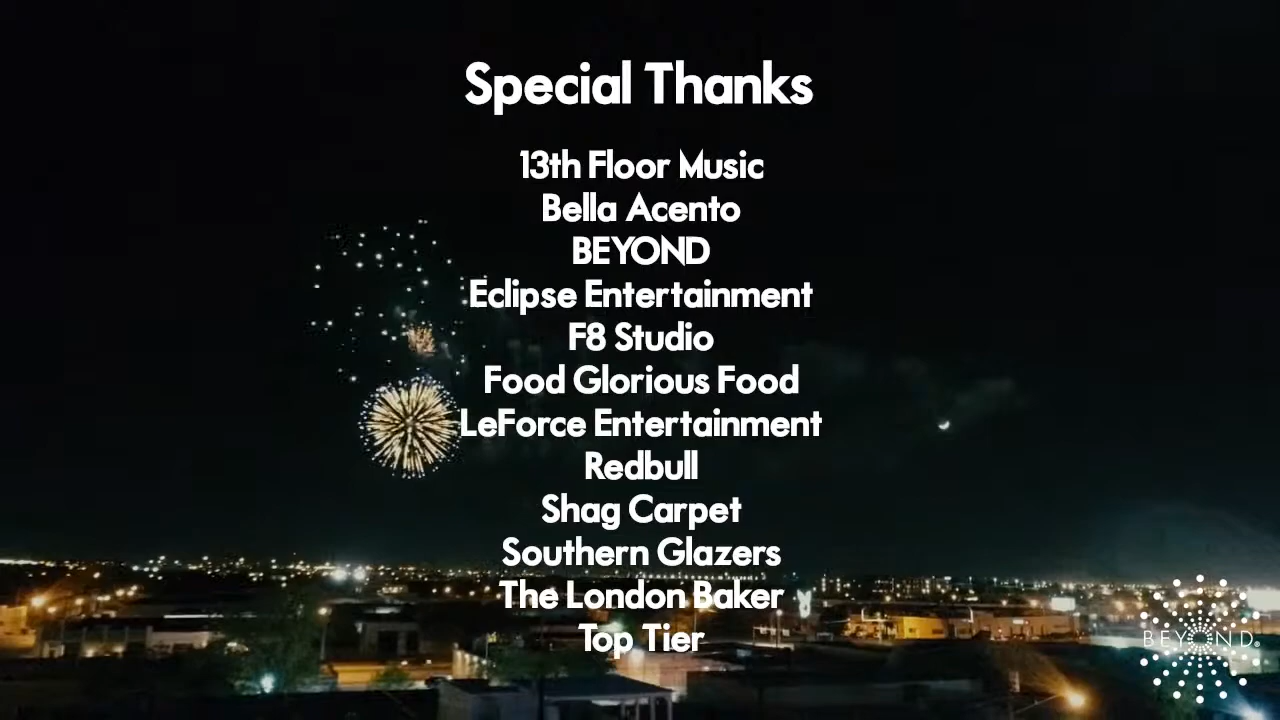 Special Thanks
13th Floor Music
Bella Acento
BEYOND
Eclipse Entertainment
F8 Studio
Food Glorious Food
LeForce Entertainment
Redbull
Shag Carpet
Southern Glazers
The London Baker
Top Tier
BEYOND®